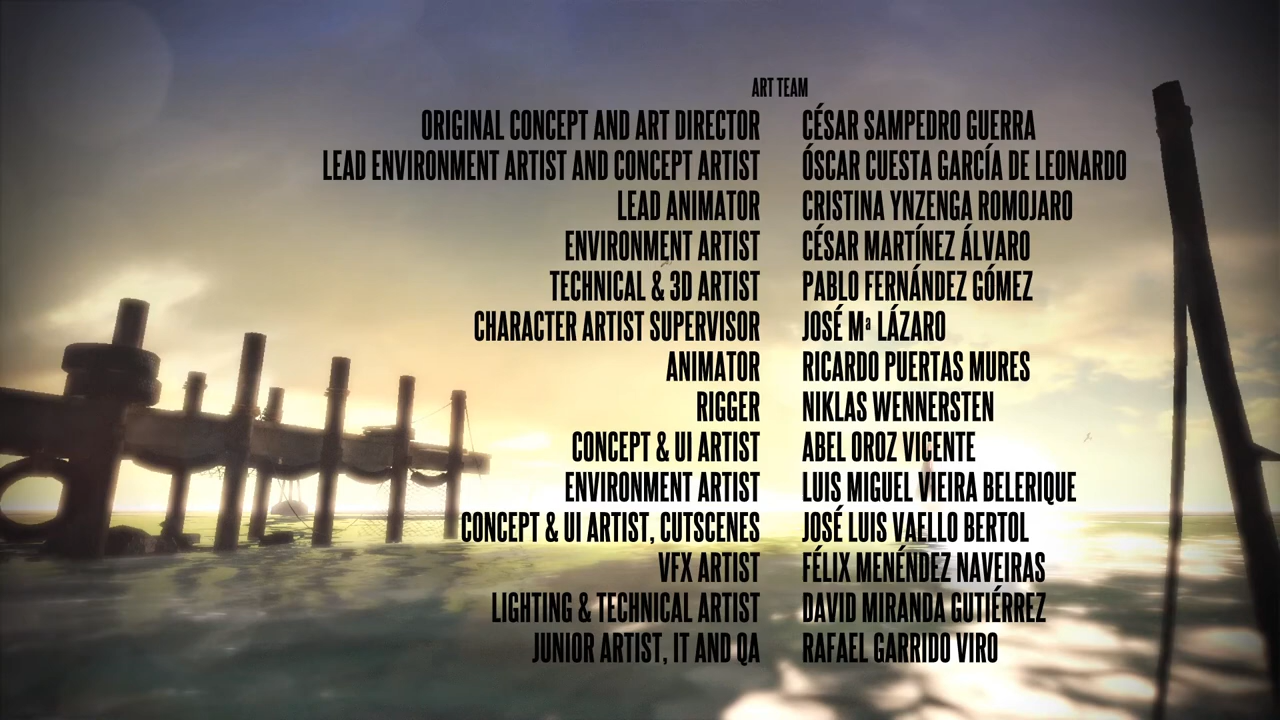 ART TEAM
ORIGINAL CONCEPT AND ART DIRECTOR CÉSAR SAMPEDRO GUERRA
LEAD ENVIRONMENT ARTIST AND CONCEPT ARTIST ÓSCAR CUESTA GARCÍA DE LEONARDO
LEAD ANIMATOR CRISTINA YNZENGA ROMOJARO
ENVIRONMENT ARTIST CÉSAR MARTÍNEZ ÁLVARO
TECHNICAL & 3D ARTIST PABLO FERNÁNDEZ GÓMEZ
CHARACTER ARTIST SUPERVISOR JOSÉ Mª LÁZARO
ANIMATOR RICARDO PUERTAS MURES
RIGGER NIKLAS WENNERSTEN
CONCEPT & UI ARTIST ABEL OROZ VICENTE
ENVIRONMENT ARTIST LUIS MIGUEL VIEIRA BELERIQUE
CONCEPT & UI ARTIST, CUTSCENES JOSÉ LUIS VAELLO BERTOL
VFX ARTIST FÉLIX MENÉNDEZ NAVEIRAS
LIGHTING & TECHNICAL ARTIST DAVID MIRANDA GUTIÉRREZ
JUNIOR ARTIST, IT AND QA RAFAEL GARRIDO VIRO